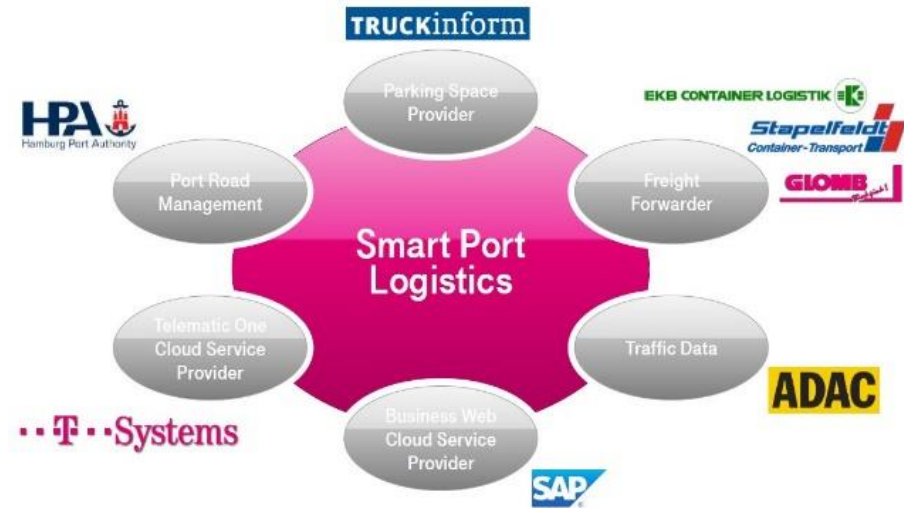 TRUCKinform
Parking Space
Provider
HPA
Hamburg Port Authority
Port Road
Management
EKB CONTAINER LOGISTIK EK
Stapelfeldt
Container-Transport
GLOMB
Freight
Forwarder
Smart Port
Logistics
Telematic One
Cloud Service
Provider
Traffic Data
ADAC
··T··Systems
Business Web
Cloud Service
Provider
SAP